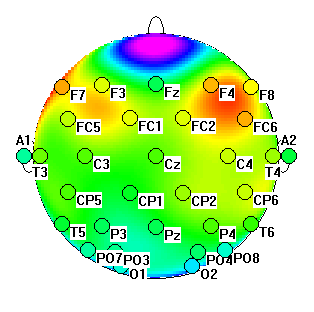 F7 F3 Fz F4 F8
FC5 FC1 FC2 FC6
A1 A2
T3 C3 Cz C4 T4
CP5 CP1 CP2 CP6
T5 P3 Pz P4 T6
PO7 PO3 PO4 PO8
O1 O2